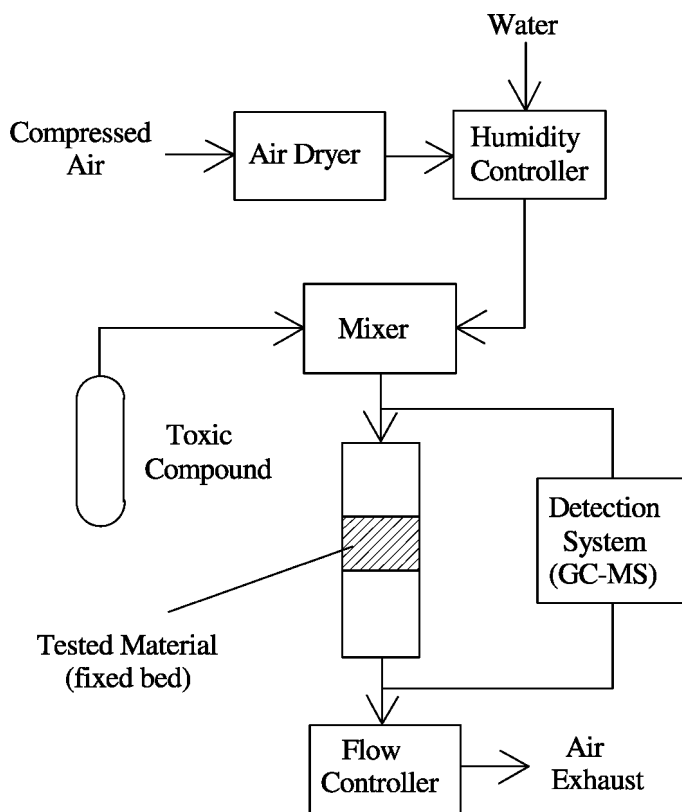 Water
Compressed
Air
Air Dryer
Humidity
Controller
Mixer
Toxic
Compound
Detection
System
(GC-MS)
Tested Material
(fixed bed)
Flow
Controller
Air
Exhaust